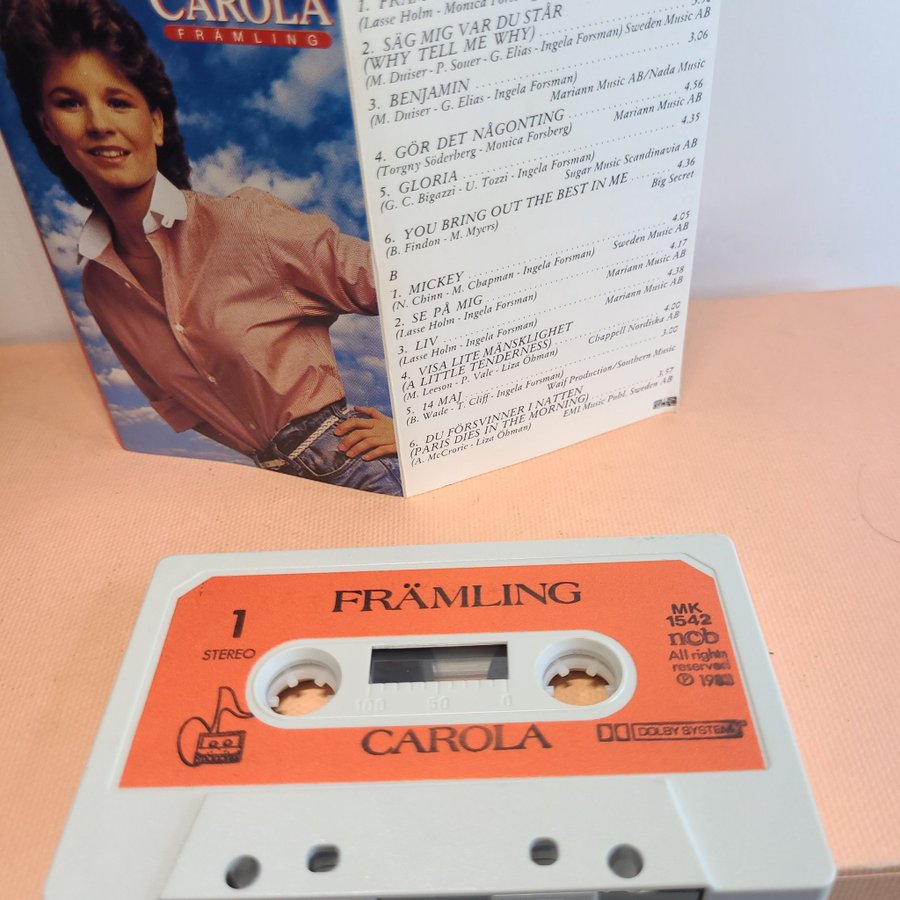 CAROLA
FRÄMLING
(Lasse Holm - Monica
2. SÄG MIG VAR DU STÅR
(WHY TELL ME WHY)
(M. Duiser - P. Souer - G. Elias - Ingela Forsman) Sweden Music AB
3. BENJAMIN 3.06
(M. Duiser - G. Elias - Ingela Forsman)
Mariann Music AB/Nada Music
4. GÖR DET NÅGONTING 4.56
(Torgny Söderberg - Monica Forsberg) Mariann Music AB
5. GLORIA 4.35
(G. C. Bigazzi - U. Tozzi - Ingela Forsman)
Sugar Music Scandinavia AB
6. YOU BRING OUT THE BEST IN ME 4.36
(B. Findon - M. Myers) Big Secret
B
1. MICKEY 4.05
(N. Chinn - M. Chapman - Ingela Forsman) Sweden Music AB
2. SE PÅ MIG 4.17
(Lasse Holm - Ingela Forsman) Mariann Music AB
3. LIV 4.38
(Lasse Holm - Ingela Forsman) Mariann Music AB
4. VISA LITE MÄNSKLIGHET
(A LITTLE TENDERNESS) 4.00
(M. Leeson - P. Vale - Liza Öhman) Chappell Nordiska AB
5. 14 MAJ 3.00
(B. Wade - T. Cliff - Ingela Forsman)
Waif Production/Southern Music
6. DU FÖRSVINNER I NATTEN
(PARIS DIES IN THE MORNING) 3.57
(A. McCroric - Liza Öhman) EMI Music Publ. Sweden AB
FRÄMLING
1
STEREO
MK
1542
ncb
All rights
reserved
100 50 0
CAROLA
DOLBY SYSTEM